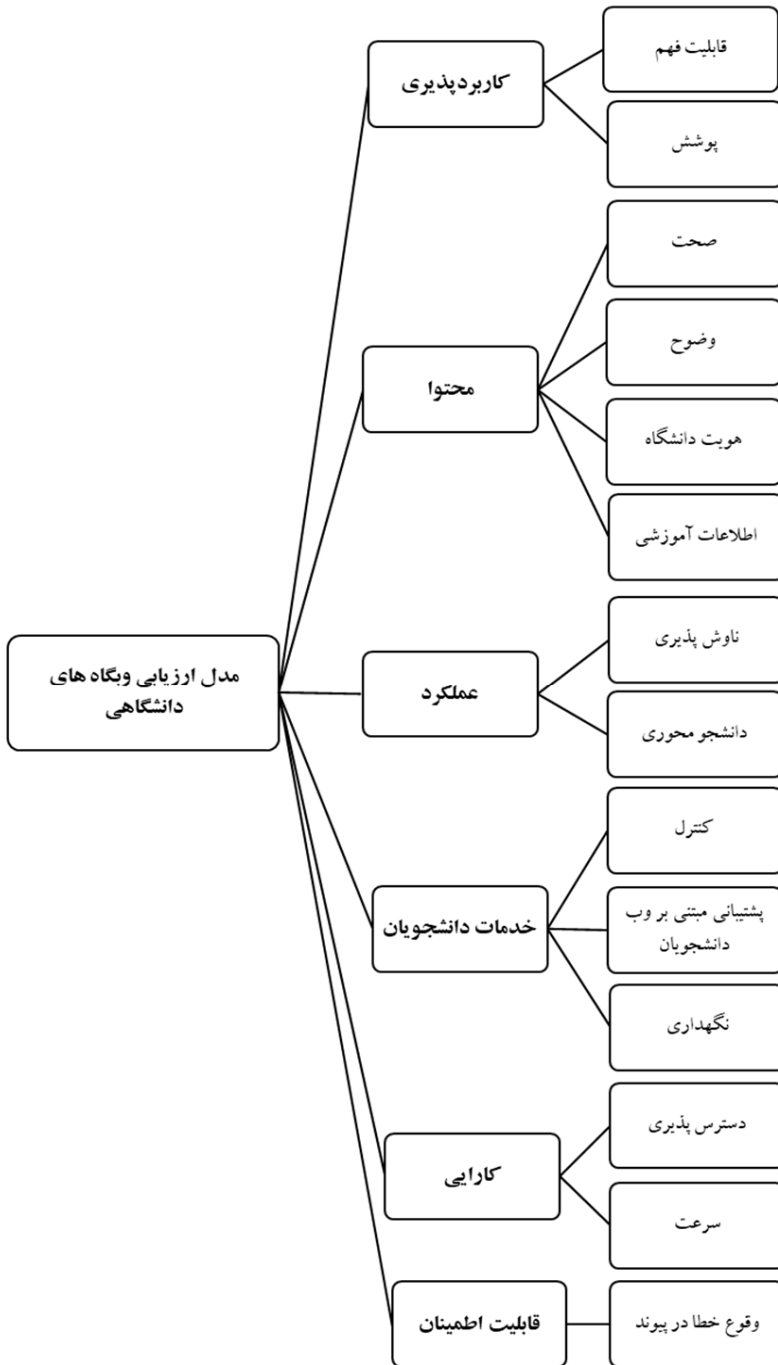 مدل ارزیابی وبگاه های
دانشگاهی
کاربردپذیری
قابلیت فهم
پوشش
محتوا
صحت
وضوح
هویت دانشگاه
اطلاعات آموزشی
عملکرد
ناوش پذیری
دانشجو محوری
خدمات دانشجویان
کنترل
پشتیبانی مبتنی بر وب
دانشجویان
نگهداری
کارایی
دسترس پذیری
سرعت
قابلیت اطمینان
وقوع خطا در پیوند